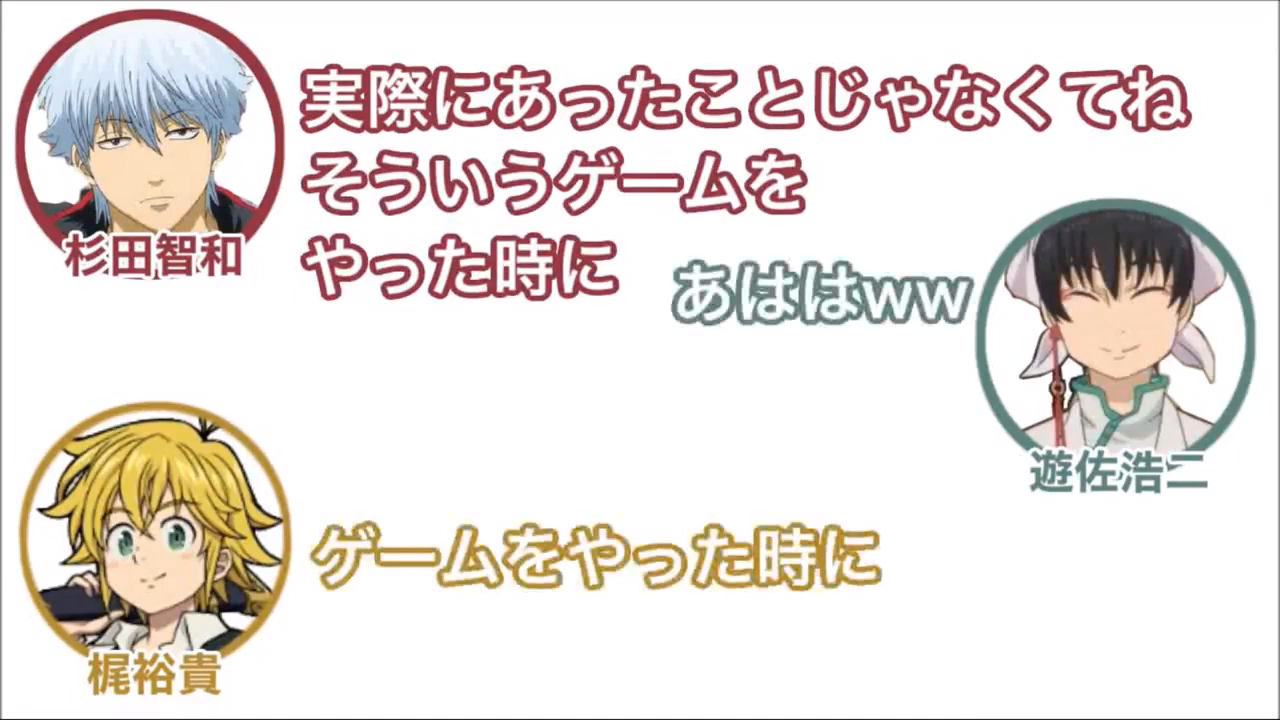 実際にあったことじゃなくてね
そういうゲームを
やった時に
杉田智和
あははww
遊佐浩二
ゲームをやった時に
梶裕貴